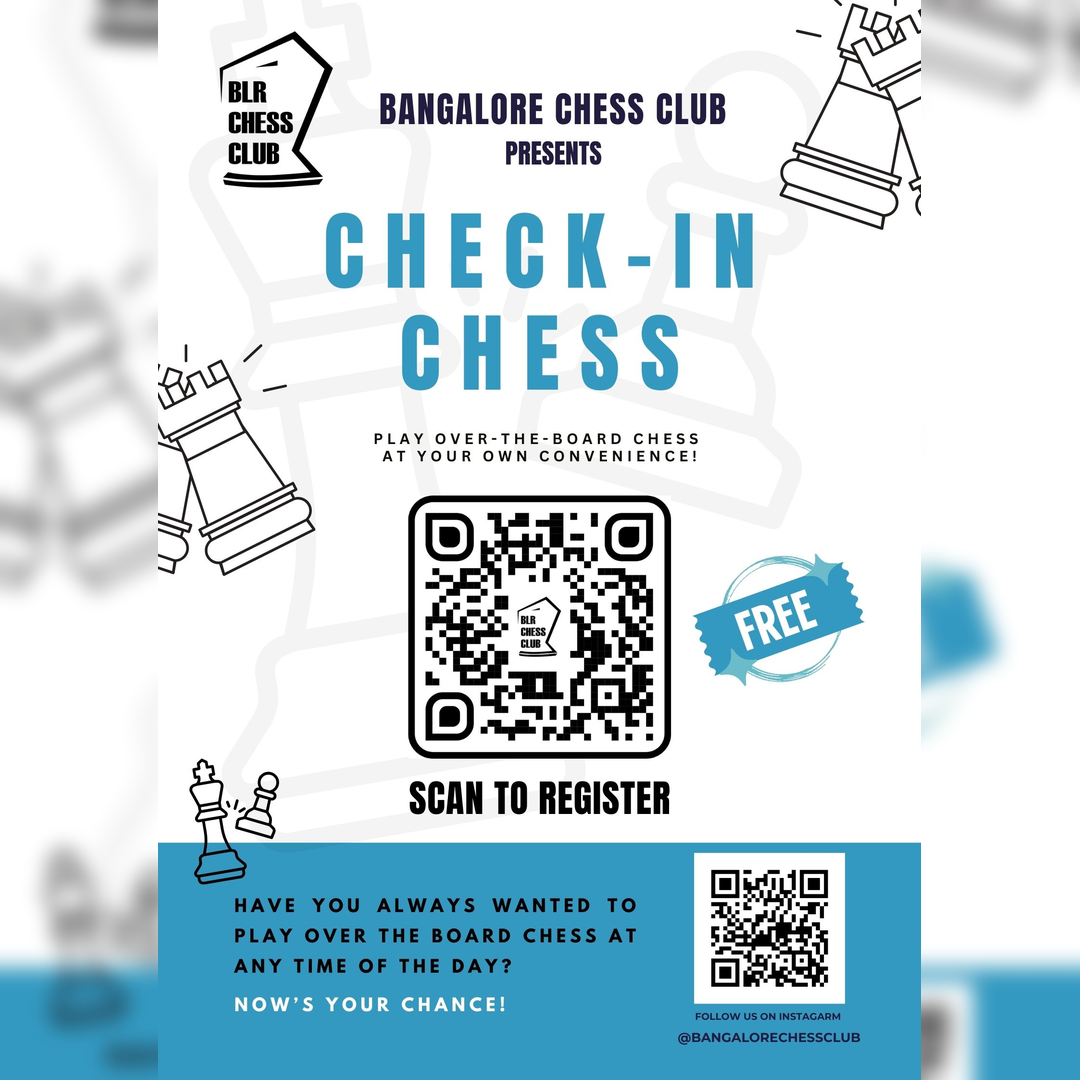 BLR
CHESS
CLUB
BANGALORE CHESS CLUB
PRESENTS
CHECK-IN
CHESS
PLAY OVER-THE-BOARD CHESS
AT YOUR OWN CONVENIENCE!
BLR
CHESS
CLUB
FREE
SCAN TO REGISTER
HAVE YOU ALWAYS WANTED TO
PLAY OVER THE BOARD CHESS AT
ANY TIME OF THE DAY?
NOW'S YOUR CHANCE!
FOLLOW US ON INSTAGARM
@BANGALORECHESSCLUB